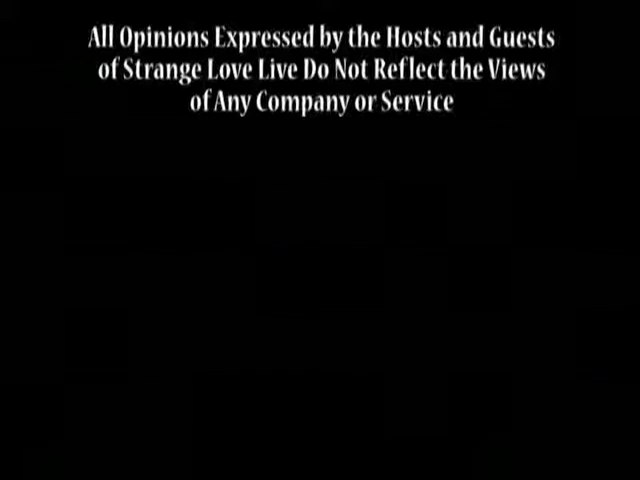 All Opinions Expressed by the Hosts and Guests
of Strange Love Live Do Not Reflect the Views
of Any Company or Service